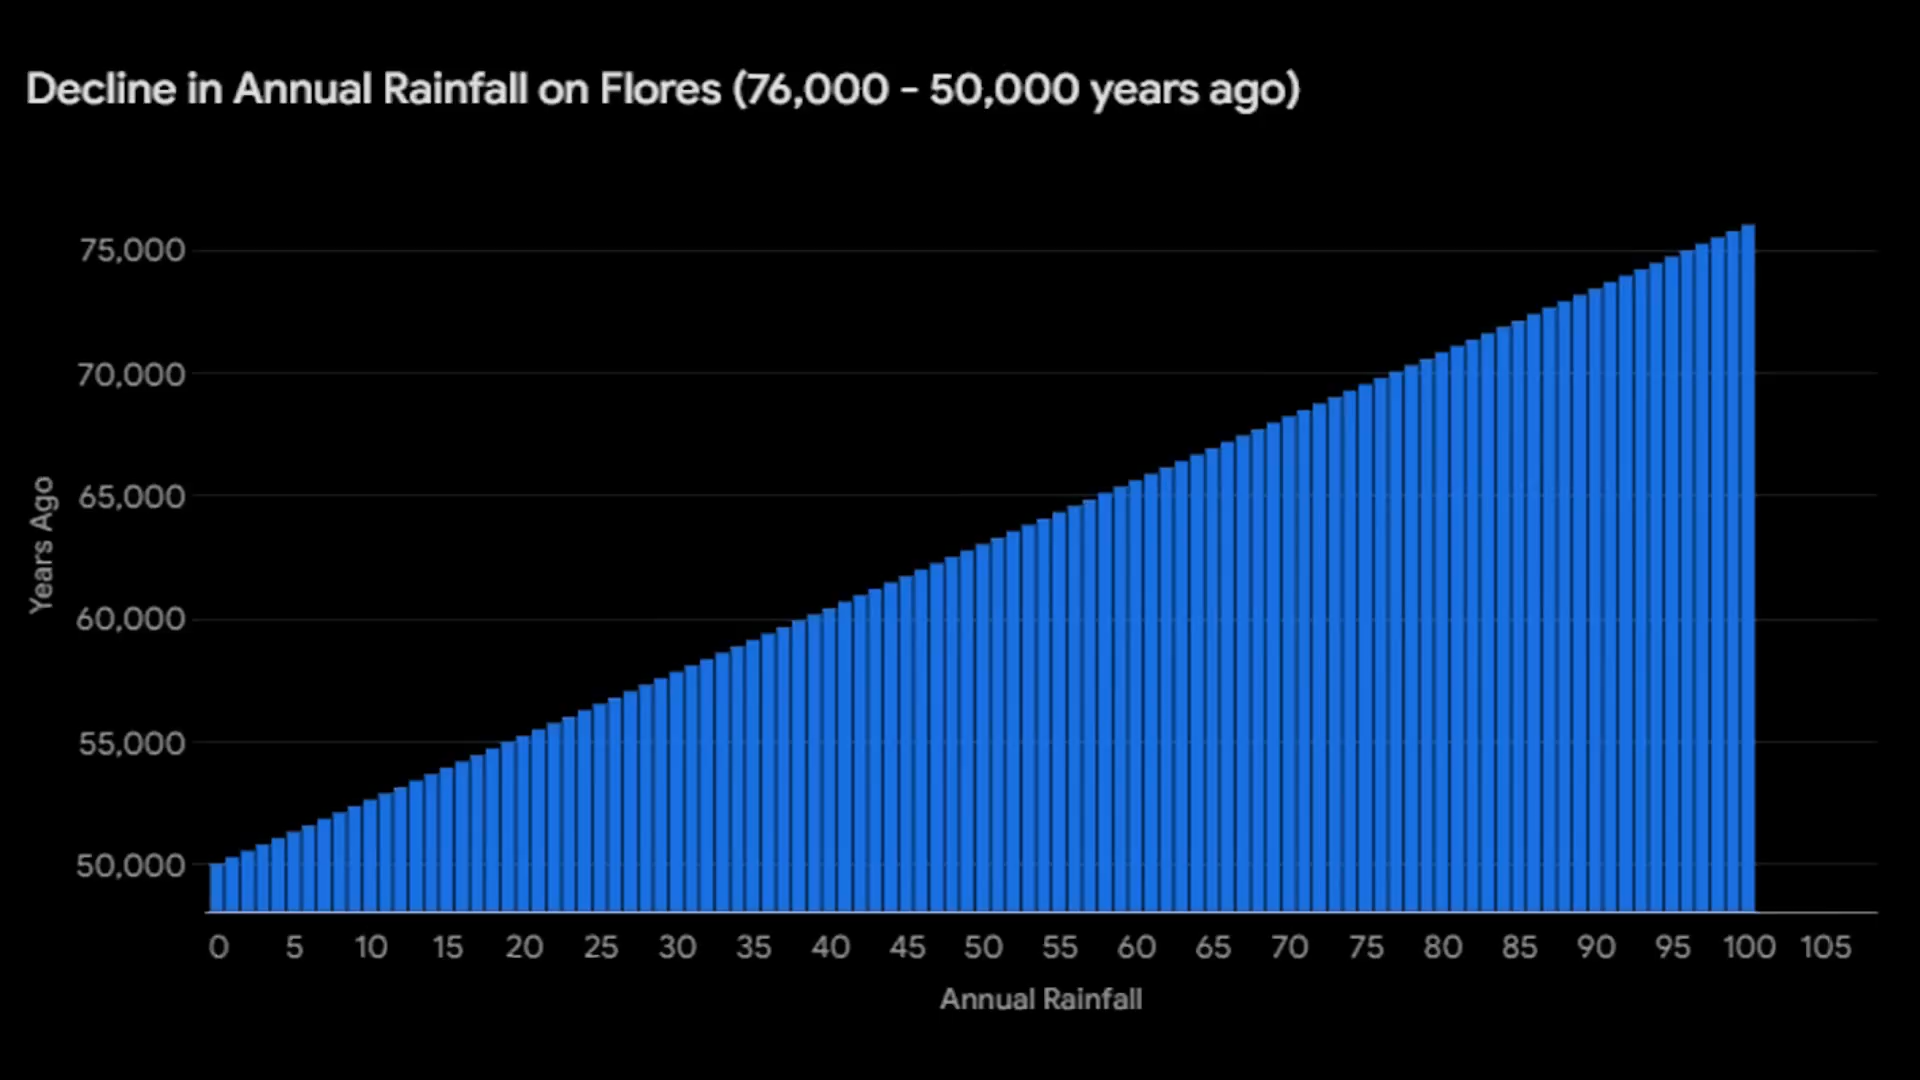 Decline in Annual Rainfall on Flores (76,000 - 50,000 years ago)
75,000
70,000
65,000
60,000
55,000
50,000
Years Ago
0 5 10 15 20 25 30 35 40 45 50 55 60 65 70 75 80 85 90 95 100 105
Annual Rainfall